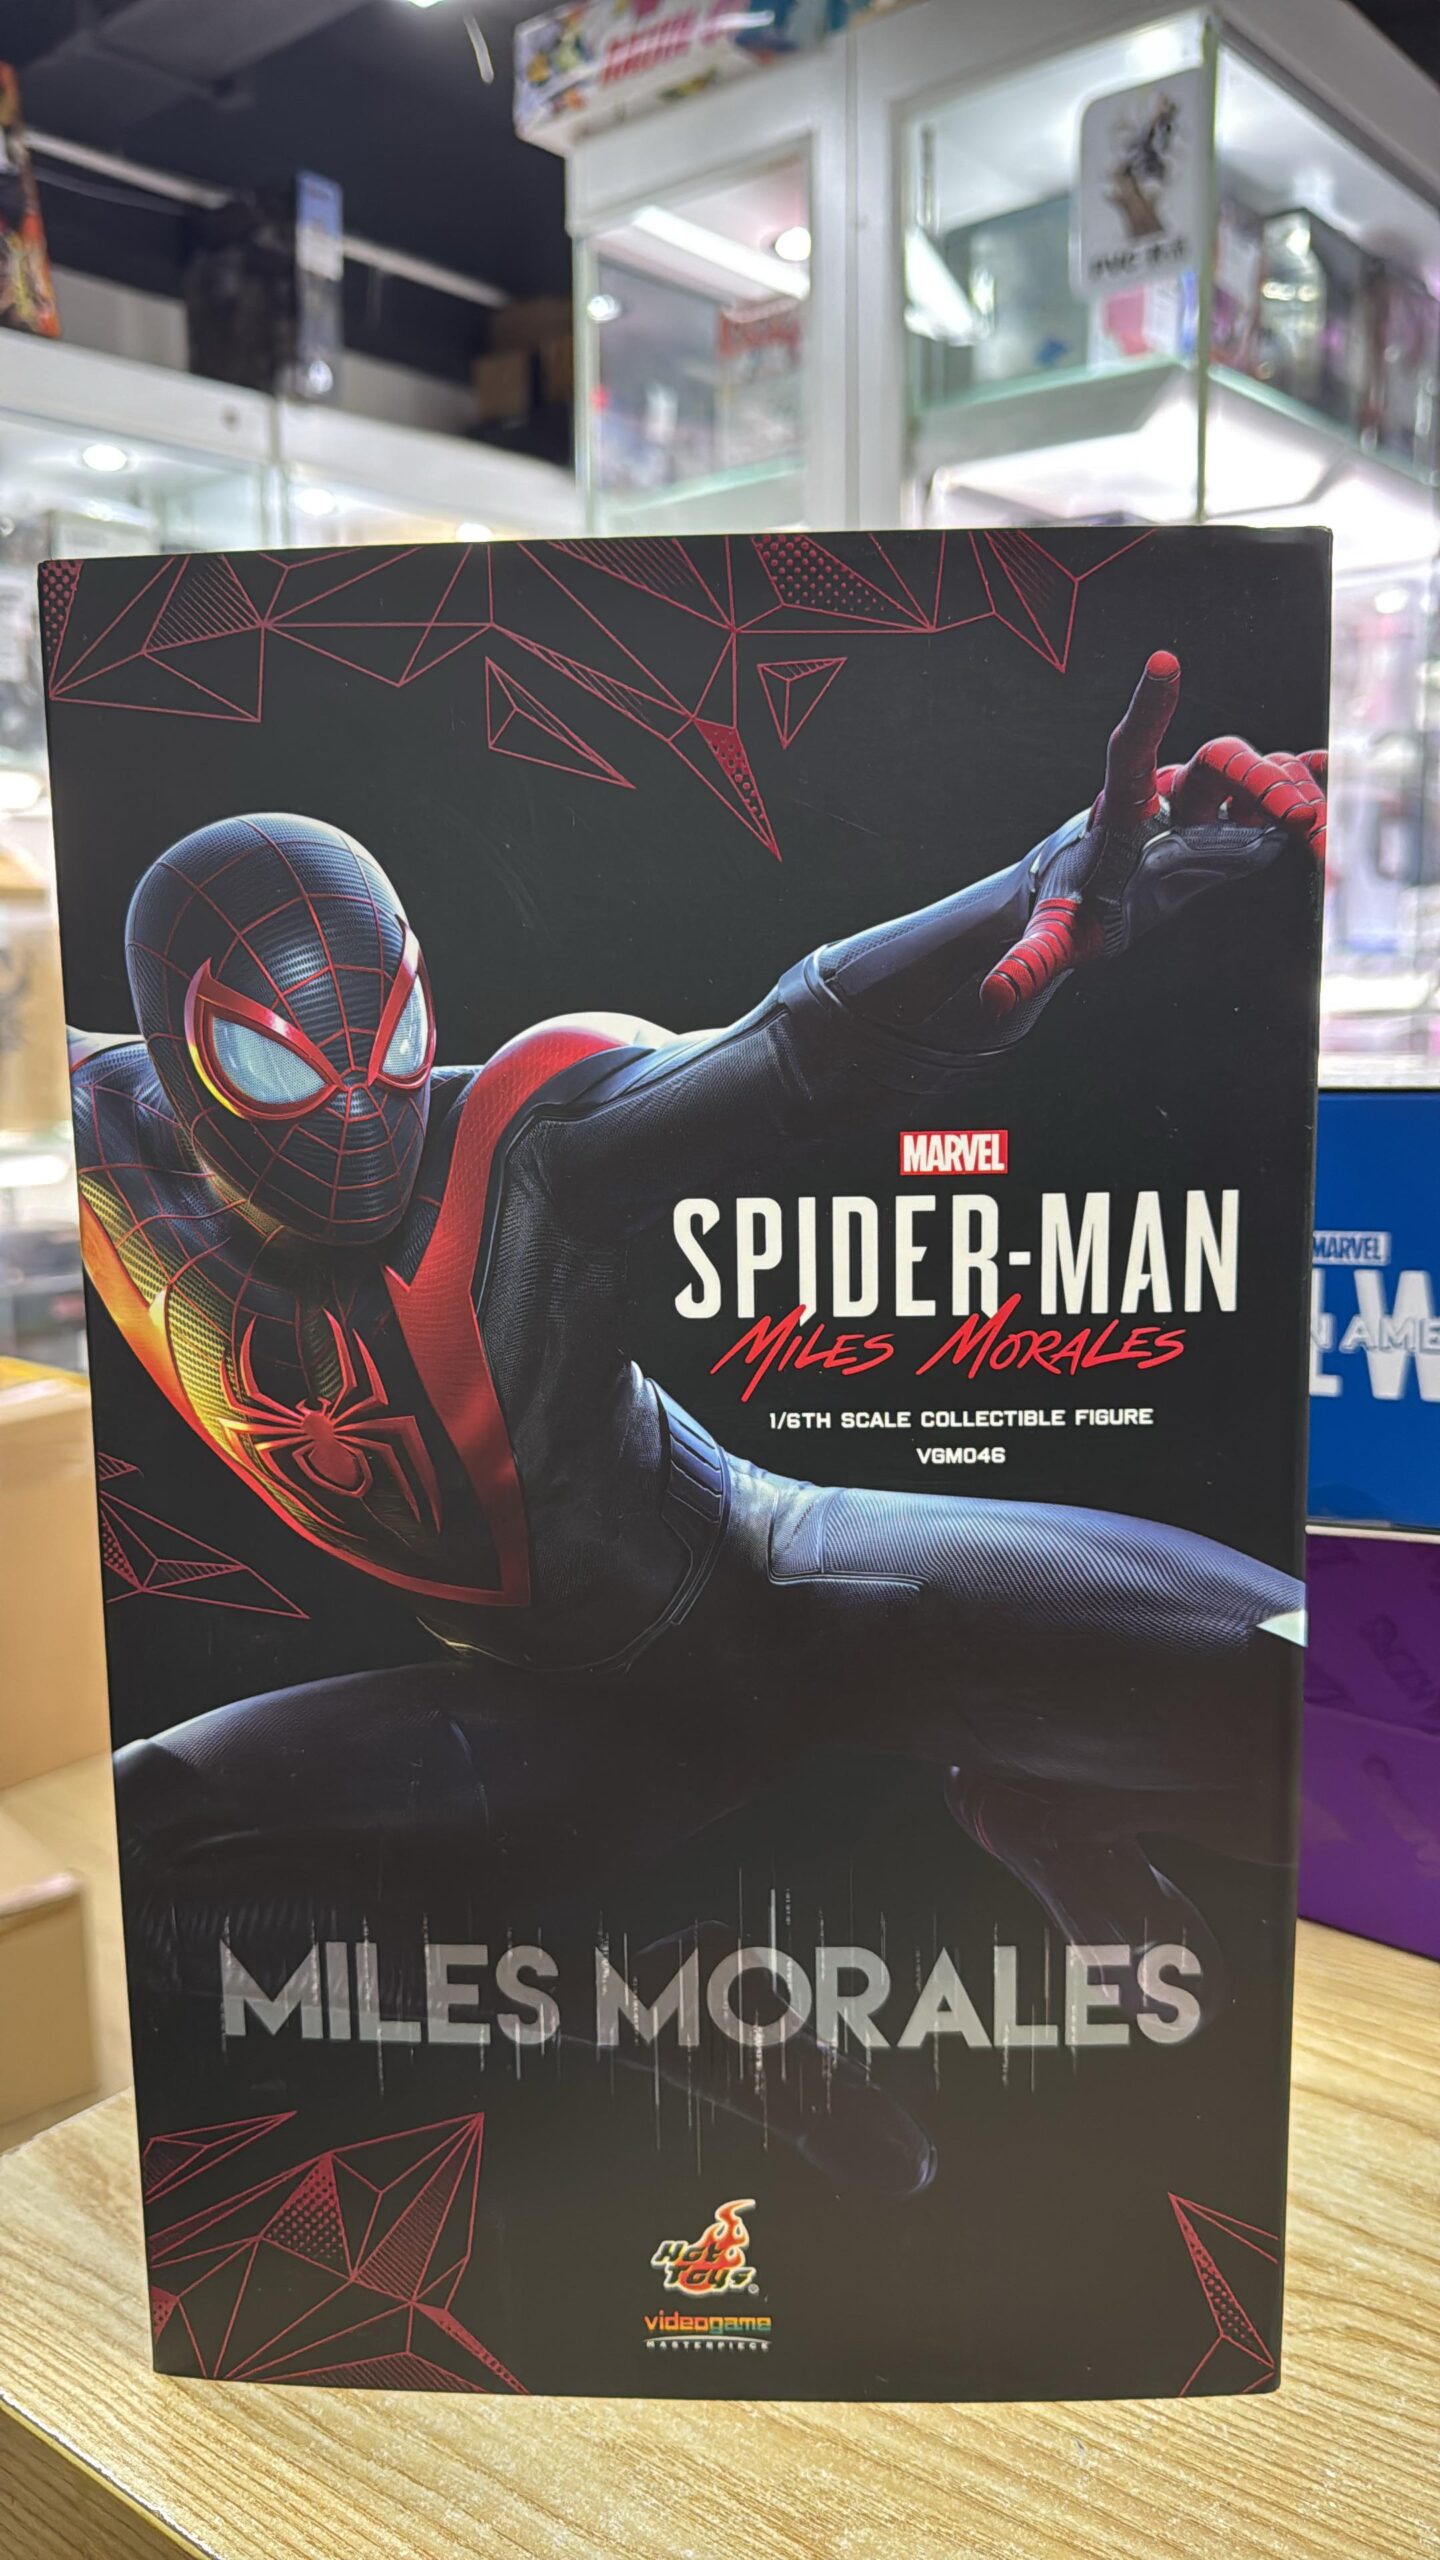 MARVEL
SPIDER-MAN
MILES MORALES
1/6TH SCALE COLLECTIBLE FIGURE
VGM046
MILES MORALES
Hot
Toys
videogame
MASTERPIECE
MARVEL